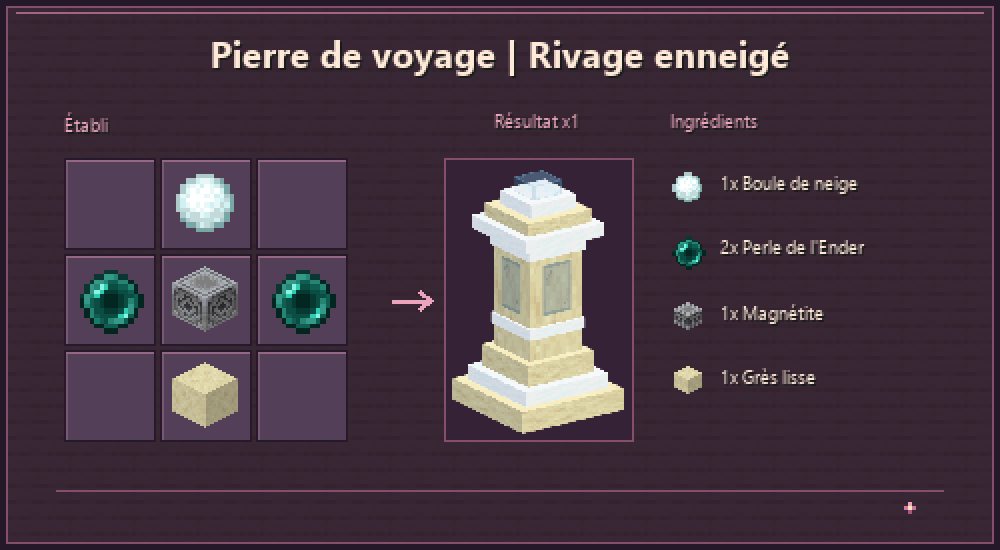 Pierre de voyage | Rivage enneigé
Établi
Résultat x1
Ingrédients
1x Boule de neige
2x Perle de l'Ender
1x Magnétite
1x Grès lisse